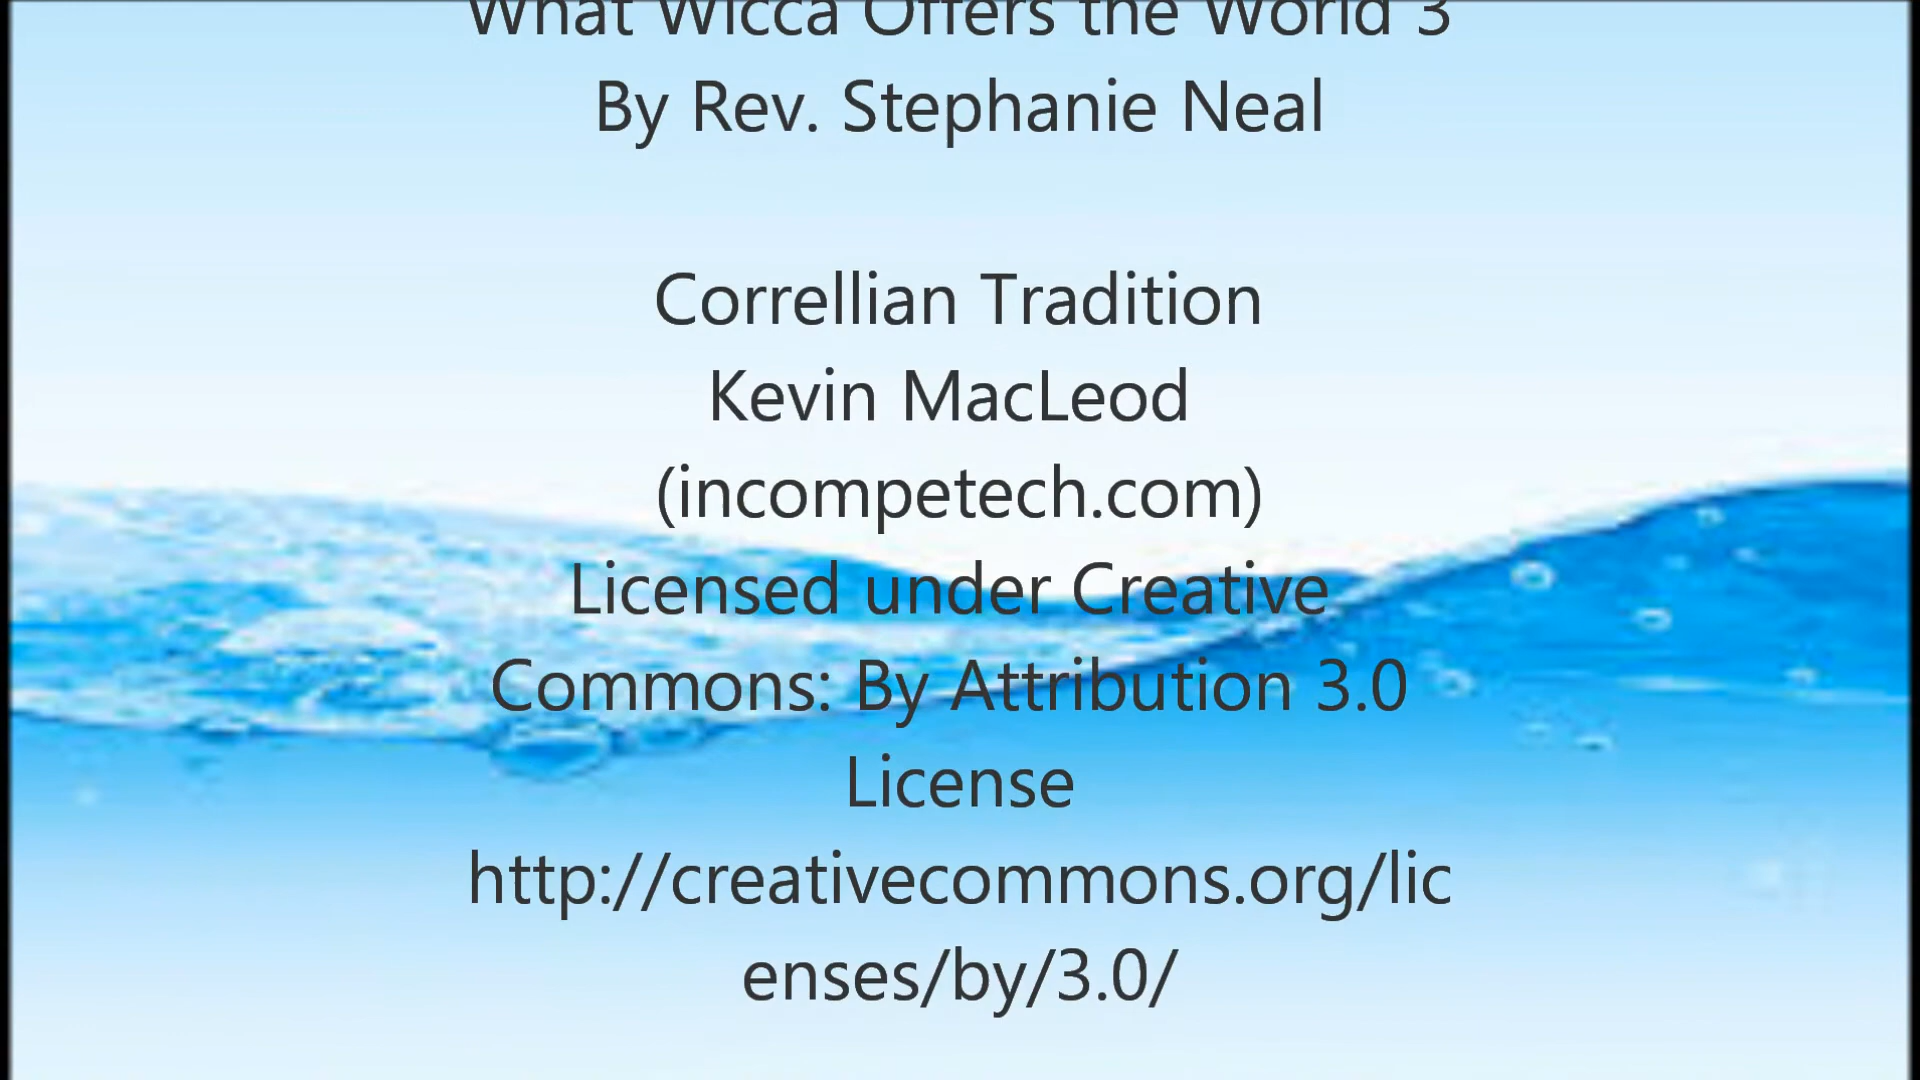 What Wicca Offers the World 3
By Rev. Stephanie Neal
Correllian Tradition
Kevin MacLeod
(incompetech.com)
Licensed under Creative
Commons: By Attribution 3.0
License
http://creativecommons.org/lic
enses/by/3.0/